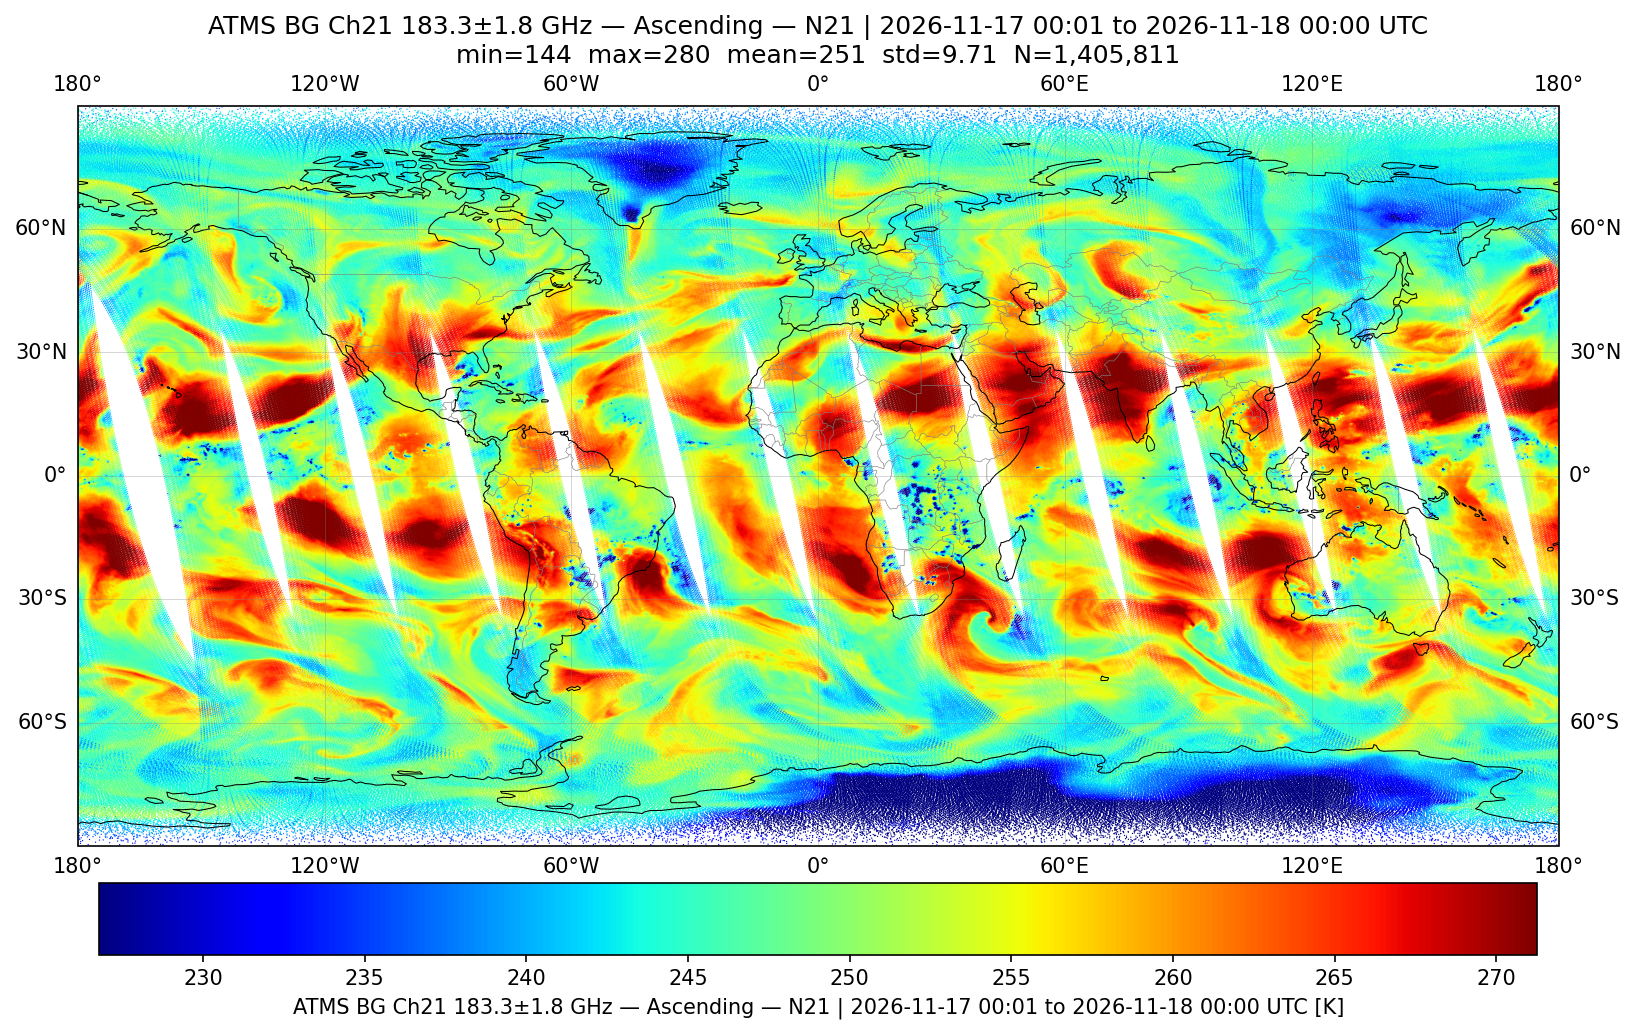 ATMS BG Ch21 183.3±1.8 GHz — Ascending — N21 | 2026-11-17 00:01 to 2026-11-18 00:00 UTC
min=144  max=280  mean=251  std=9.71  N=1,405,811
180° 120°W 60°W 0° 60°E 120°E 180°
60°N 60°N
30°N 30°N
0° 0°
30°S 30°S
60°S 60°S
180° 120°W 60°W 0° 60°E 120°E 180°
230 235 240 245 250 255 260 265 270
ATMS BG Ch21 183.3±1.8 GHz — Ascending — N21 | 2026-11-17 00:01 to 2026-11-18 00:00 UTC [K]